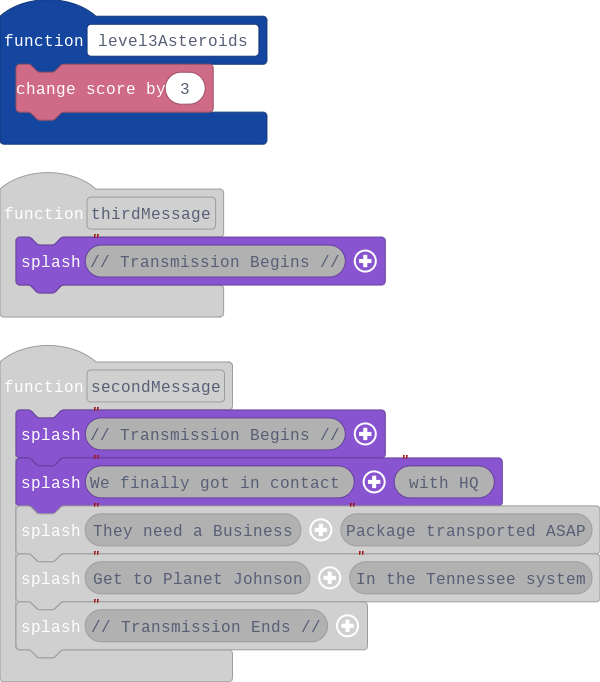 function level3Asteroids
change score by 3
function thirdMessage
splash // Transmission Begins //
function secondMessage
splash // Transmission Begins //
splash We finally got in contact with HQ
splash They need a Business Package transported ASAP
splash Get to Planet Johnson In the Tennessee system
splash // Transmission Ends //